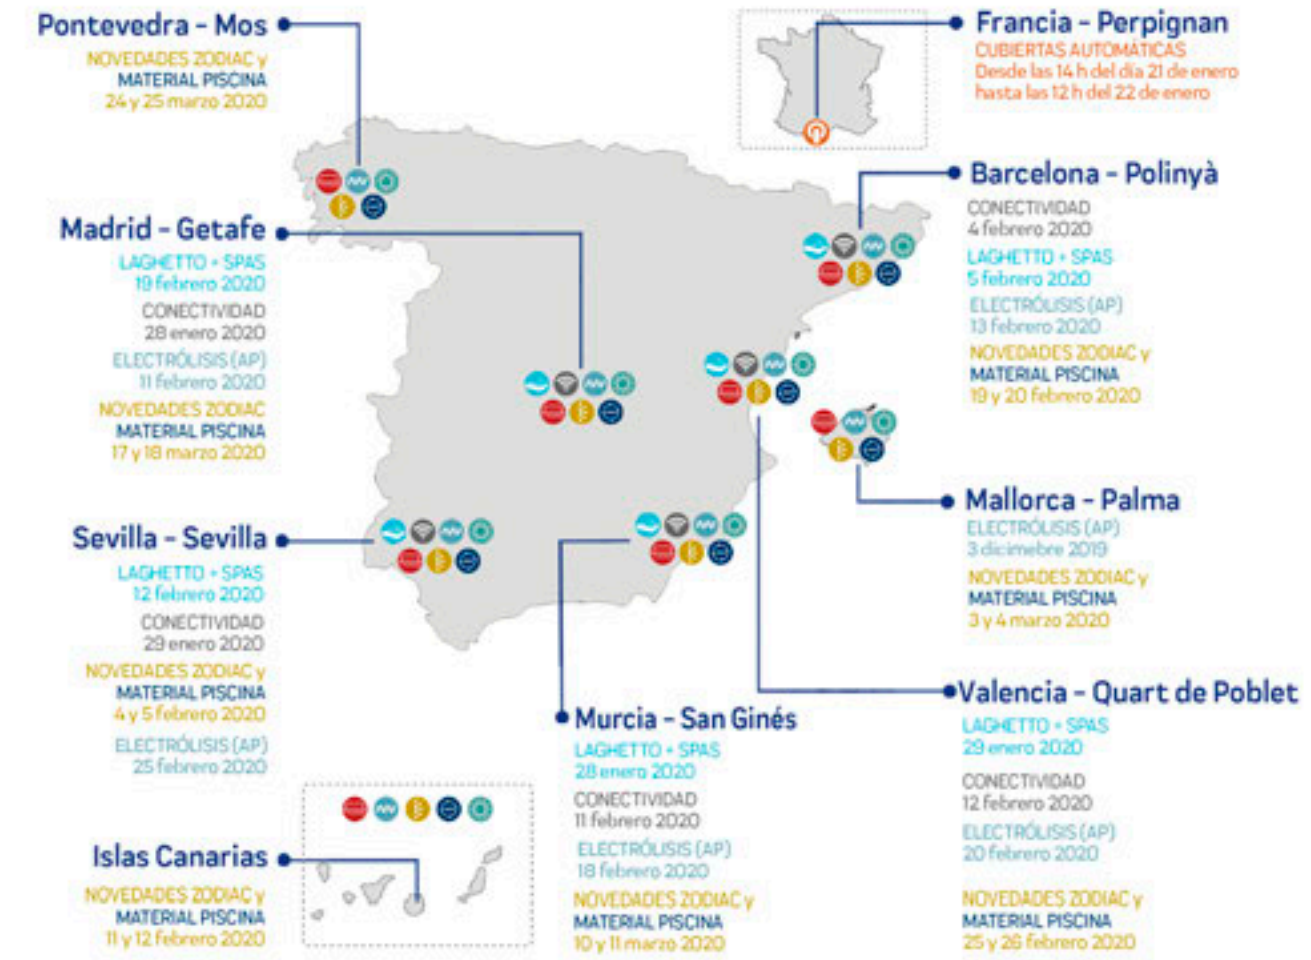 Pontevedra - Mos
NOVEDADES ZODIAC y
MATERIAL PISCINA
24 y 25 marzo 2020
Francia - Perpignan
CUBIERTAS AUTOMÁTICAS
Desde las 14 h del día 21 de enero
hasta las 12 h del 22 de enero
Madrid - Getafe
LAGHETTO + SPAS
19 febrero 2020
CONECTIVIDAD
28 enero 2020
ELECTRÓLISIS (AP)
11 febrero 2020
NOVEDADES ZODIAC
MATERIAL PISCINA
17 y 18 marzo 2020
Barcelona - Polinyà
CONECTIVIDAD
4 febrero 2020
LAGHETTO + SPAS
5 febrero 2020
ELECTRÓLISIS (AP)
13 febrero 2020
NOVEDADES ZODIAC y
MATERIAL PISCINA
19 y 20 febrero 2020
Sevilla - Sevilla
LAGHETTO + SPAS
12 febrero 2020
CONECTIVIDAD
29 enero 2020
NOVEDADES ZODIAC y
MATERIAL PISCINA
4 y 5 febrero 2020
ELECTRÓLISIS (AP)
25 febrero 2020
Mallorca - Palma
ELECTRÓLISIS (AP)
3 dicimebre 2019
NOVEDADES ZODIAC y
MATERIAL PISCINA
3 y 4 marzo 2020
Islas Canarias
NOVEDADES ZODIAC y
MATERIAL PISCINA
11 y 12 febrero 2020
Murcia - San Ginés
LAGHETTO + SPAS
28 enero 2020
CONECTIVIDAD
11 febrero 2020
ELECTRÓLISIS (AP)
18 febrero 2020
NOVEDADES ZODIAC y
MATERIAL PISCINA
10 y 11 marzo 2020
Valencia - Quart de Poblet
LAGHETTO + SPAS
29 enero 2020
CONECTIVIDAD
12 febrero 2020
ELECTRÓLISIS (AP)
20 febrero 2020
NOVEDADES ZODIAC y
MATERIAL PISCINA
25 y 26 febrero 2020